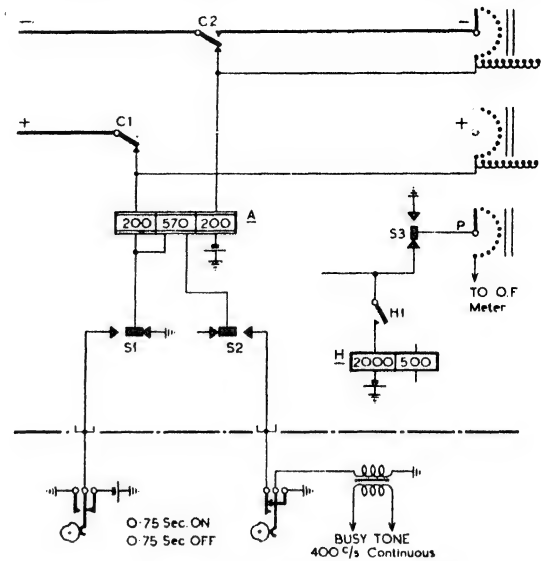 − C2 −
+ C1 +
200 570 200 A
S3 P
TO O.F
Meter
H1
S1 S2 H 2000 500
0·75 Sec. ON
0·75 Sec OFF
BUSY TONE
400 c/s Continuous